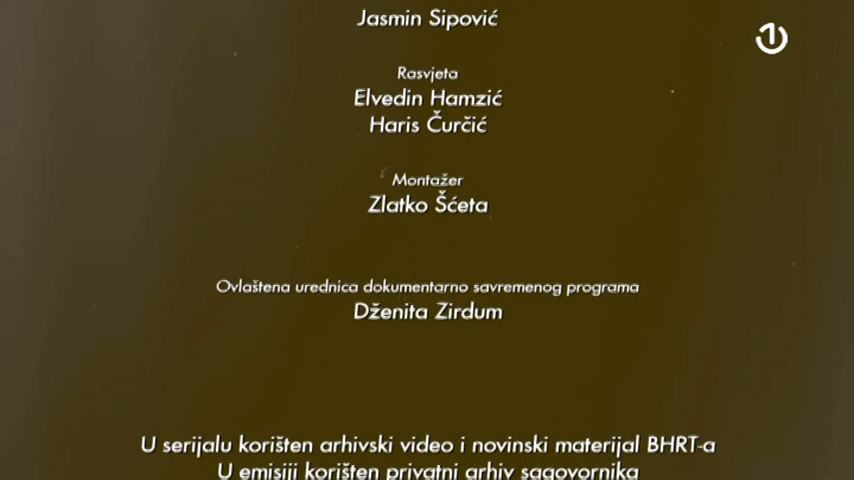 Jasmin Sipović
Rasvjeta
Elvedin Hamzić
Haris Čurčić
Montažer
Zlatko Šćeta
Ovlaštena urednica dokumentarno savremenog programa
Dženita Zirdum
U serijalu korišten arhivski video i novinski materijal BHRT-a
U emisiji korišten privatni arhiv sagovornika